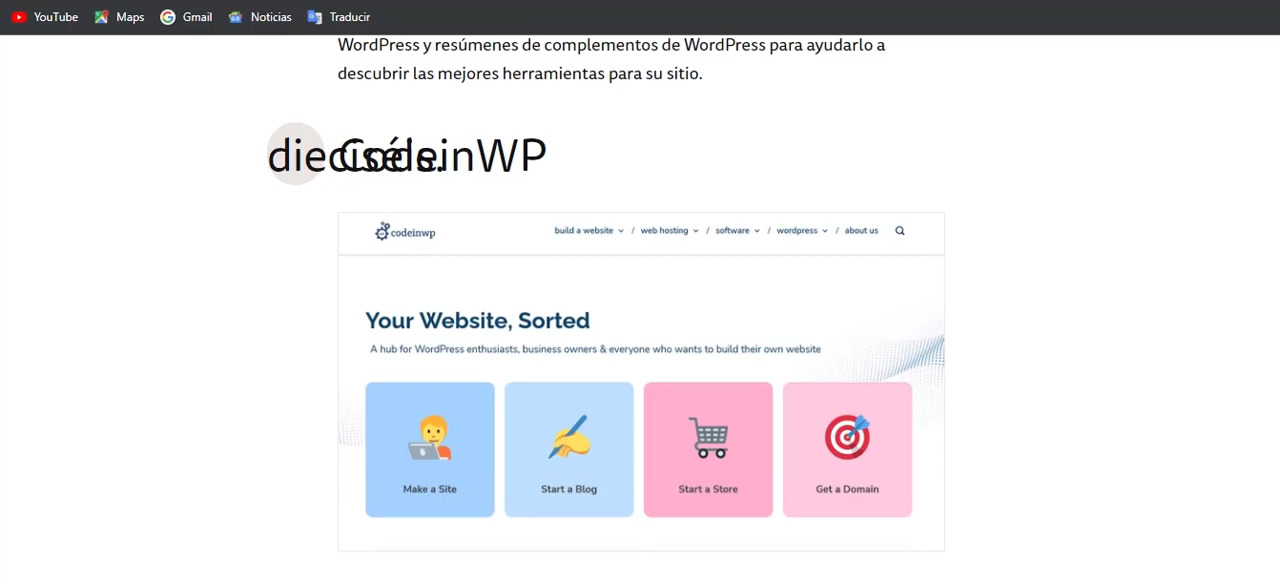 YouTube Maps Gmail Noticias Traducir
WordPress y resúmenes de complementos de WordPress para ayudarlo a
descubrir las mejores herramientas para su sitio.
dieciséis. CodeinWP
codeinwp build a website / web hosting / software / wordpress / about us
Your Website, Sorted
A hub for WordPress enthusiasts, business owners & everyone who wants to build their own website
Make a Site Start a Blog Start a Store Get a Domain